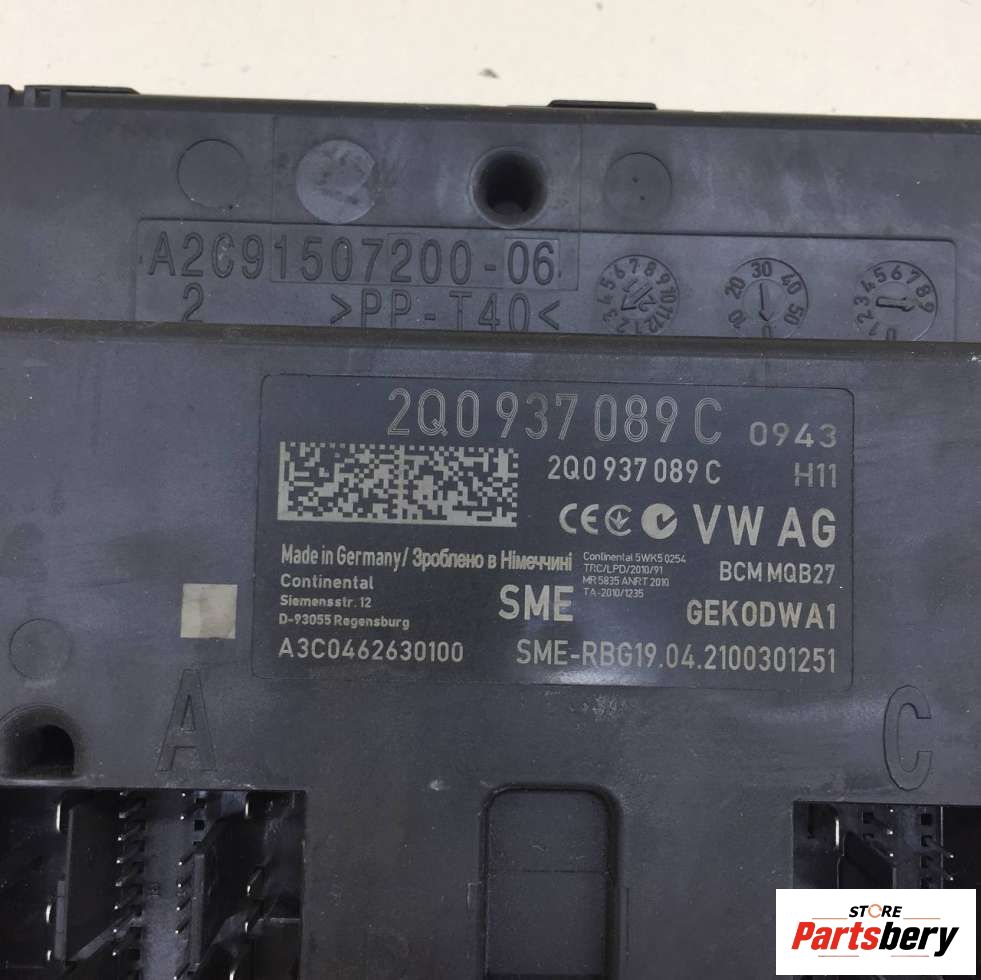 A2C91507200-06
2 >PP-T40<
2Q0 937 089 C 0943
2Q0 937 089 C H11
CE VW AG
Made in Germany/ Зроблено в Німеччині
Continental 5WK5 0254
TRC/LPD/2010/91
MR 5835 ANRT 2010
TA-2010/1235
BCM MQB27
Continental
Siemensstr. 12
D-93055 Regensburg
SME GEKODWA1
A3C0462630100 SME-RBG19.04.2100301251
A C
STORE
Partsbery